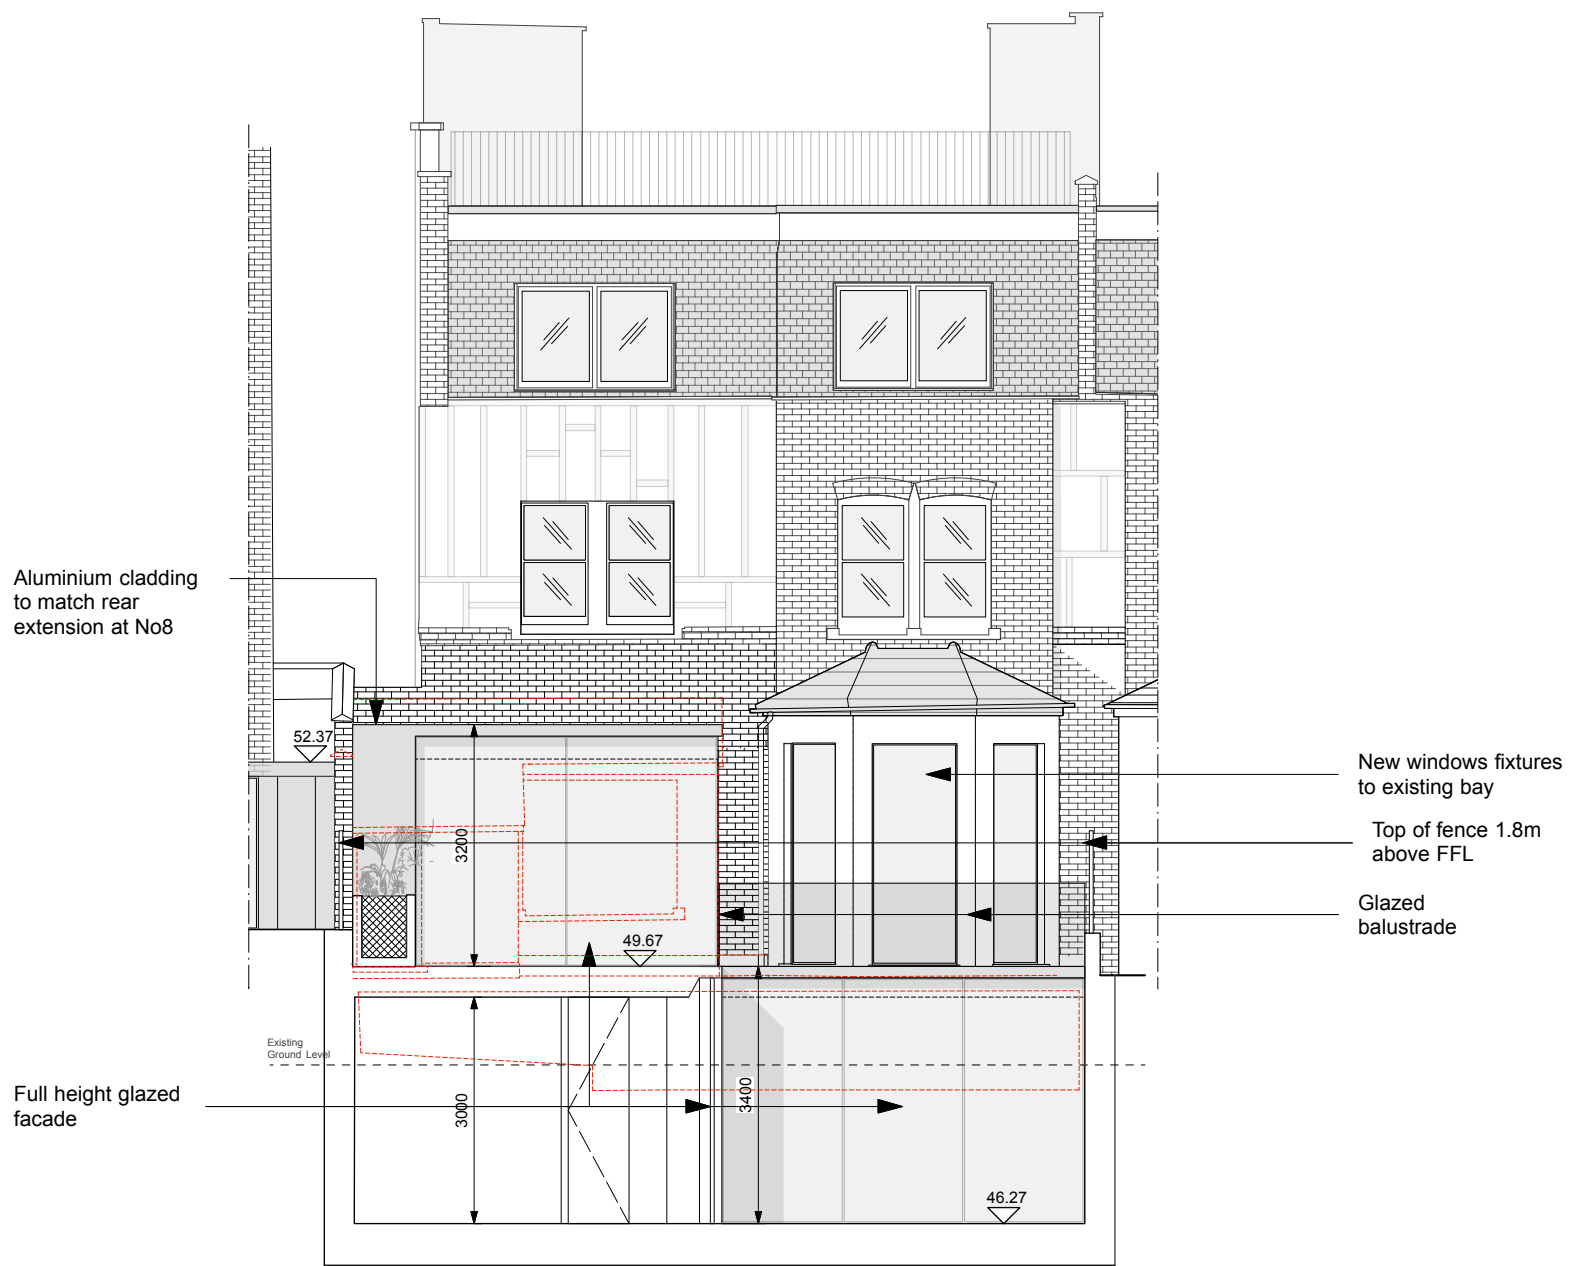 Aluminium cladding
to match rear
extension at No8
52.37
3200
49.67
New windows fixtures
to existing bay
Top of fence 1.8m
above FFL
Glazed
balustrade
Existing
Ground Level
Full height glazed
facade
3000
3400
46.27